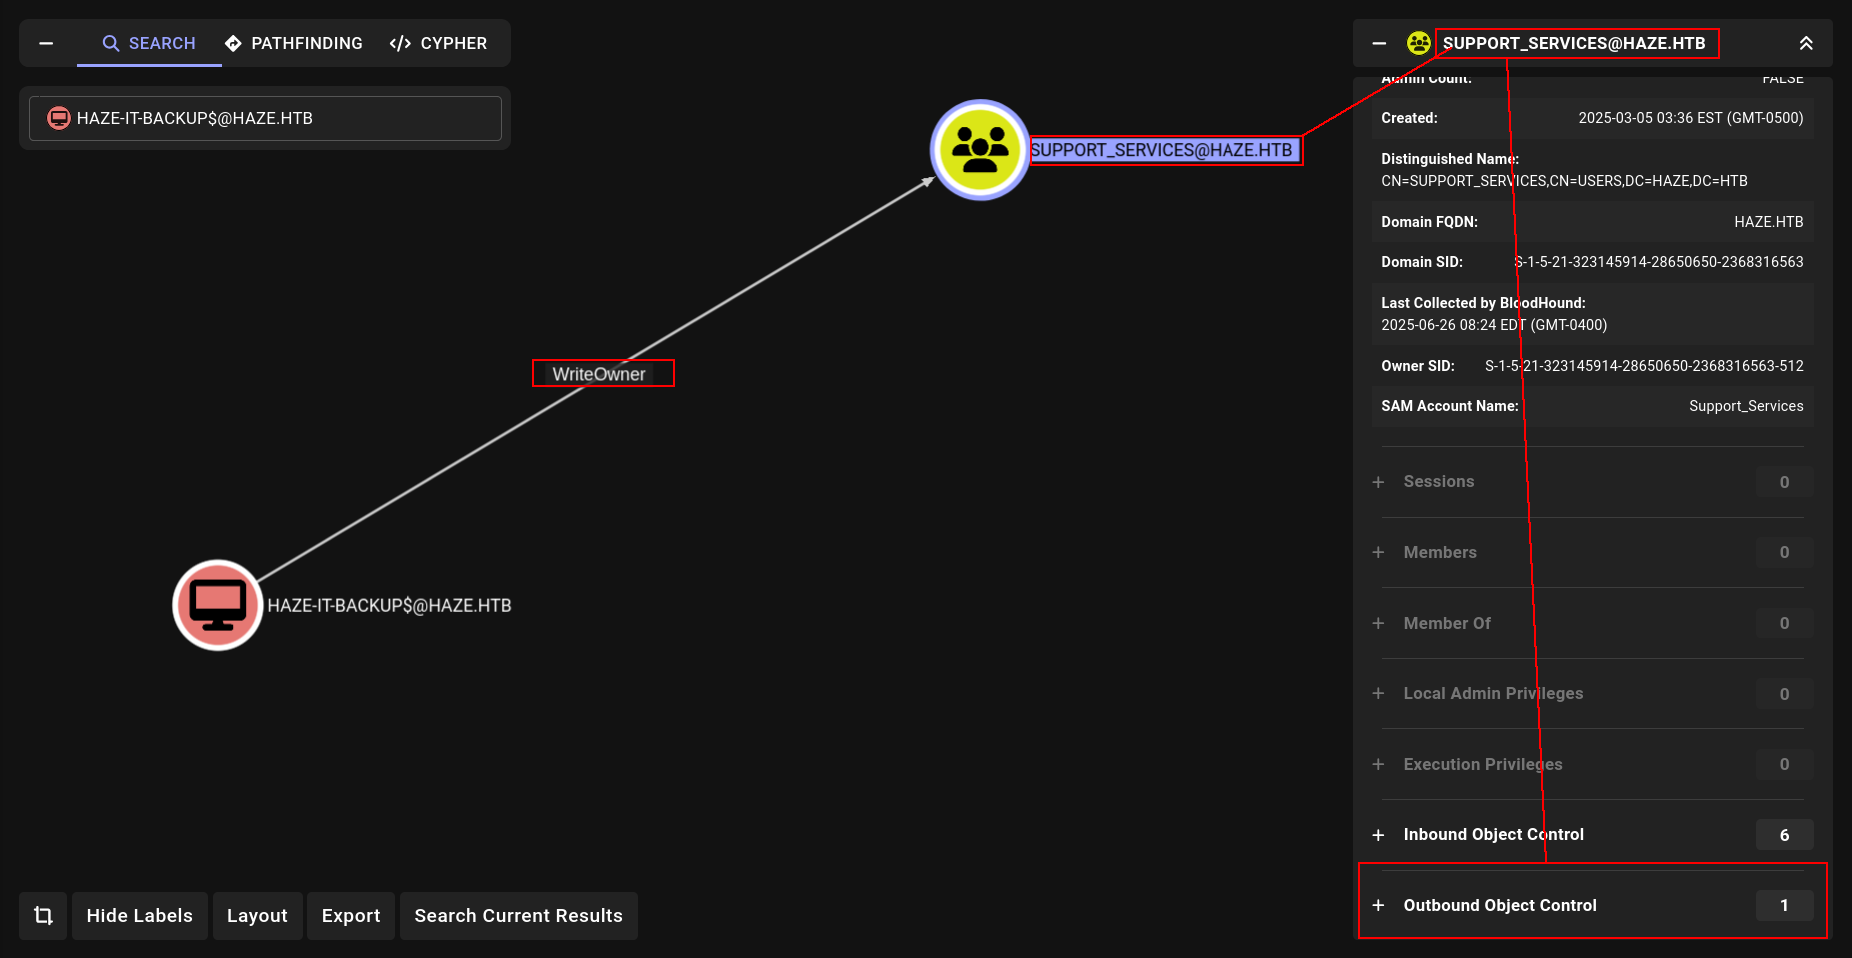 SEARCH
PATHFINDING
CYPHER
HAZE-IT-BACKUP$@HAZE.HTB
SUPPORT_SERVICES@HAZE.HTB
WriteOwner
HAZE-IT-BACKUP$@HAZE.HTB
Hide Labels
Layout
Export
Search Current Results
SUPPORT_SERVICES@HAZE.HTB
Admin Count: FALSE
Created: 2025-03-05 03:36 EST (GMT-0500)
Distinguished Name:
CN=SUPPORT_SERVICES,CN=USERS,DC=HAZE,DC=HTB
Domain FQDN: HAZE.HTB
Domain SID: S-1-5-21-323145914-28650650-2368316563
Last Collected by BloodHound:
2025-06-26 08:24 EDT (GMT-0400)
Owner SID: S-1-5-21-323145914-28650650-2368316563-512
SAM Account Name: Support_Services
Sessions 0
Members 0
Member Of 0
Local Admin Privileges 0
Execution Privileges 0
Inbound Object Control 6
Outbound Object Control 1